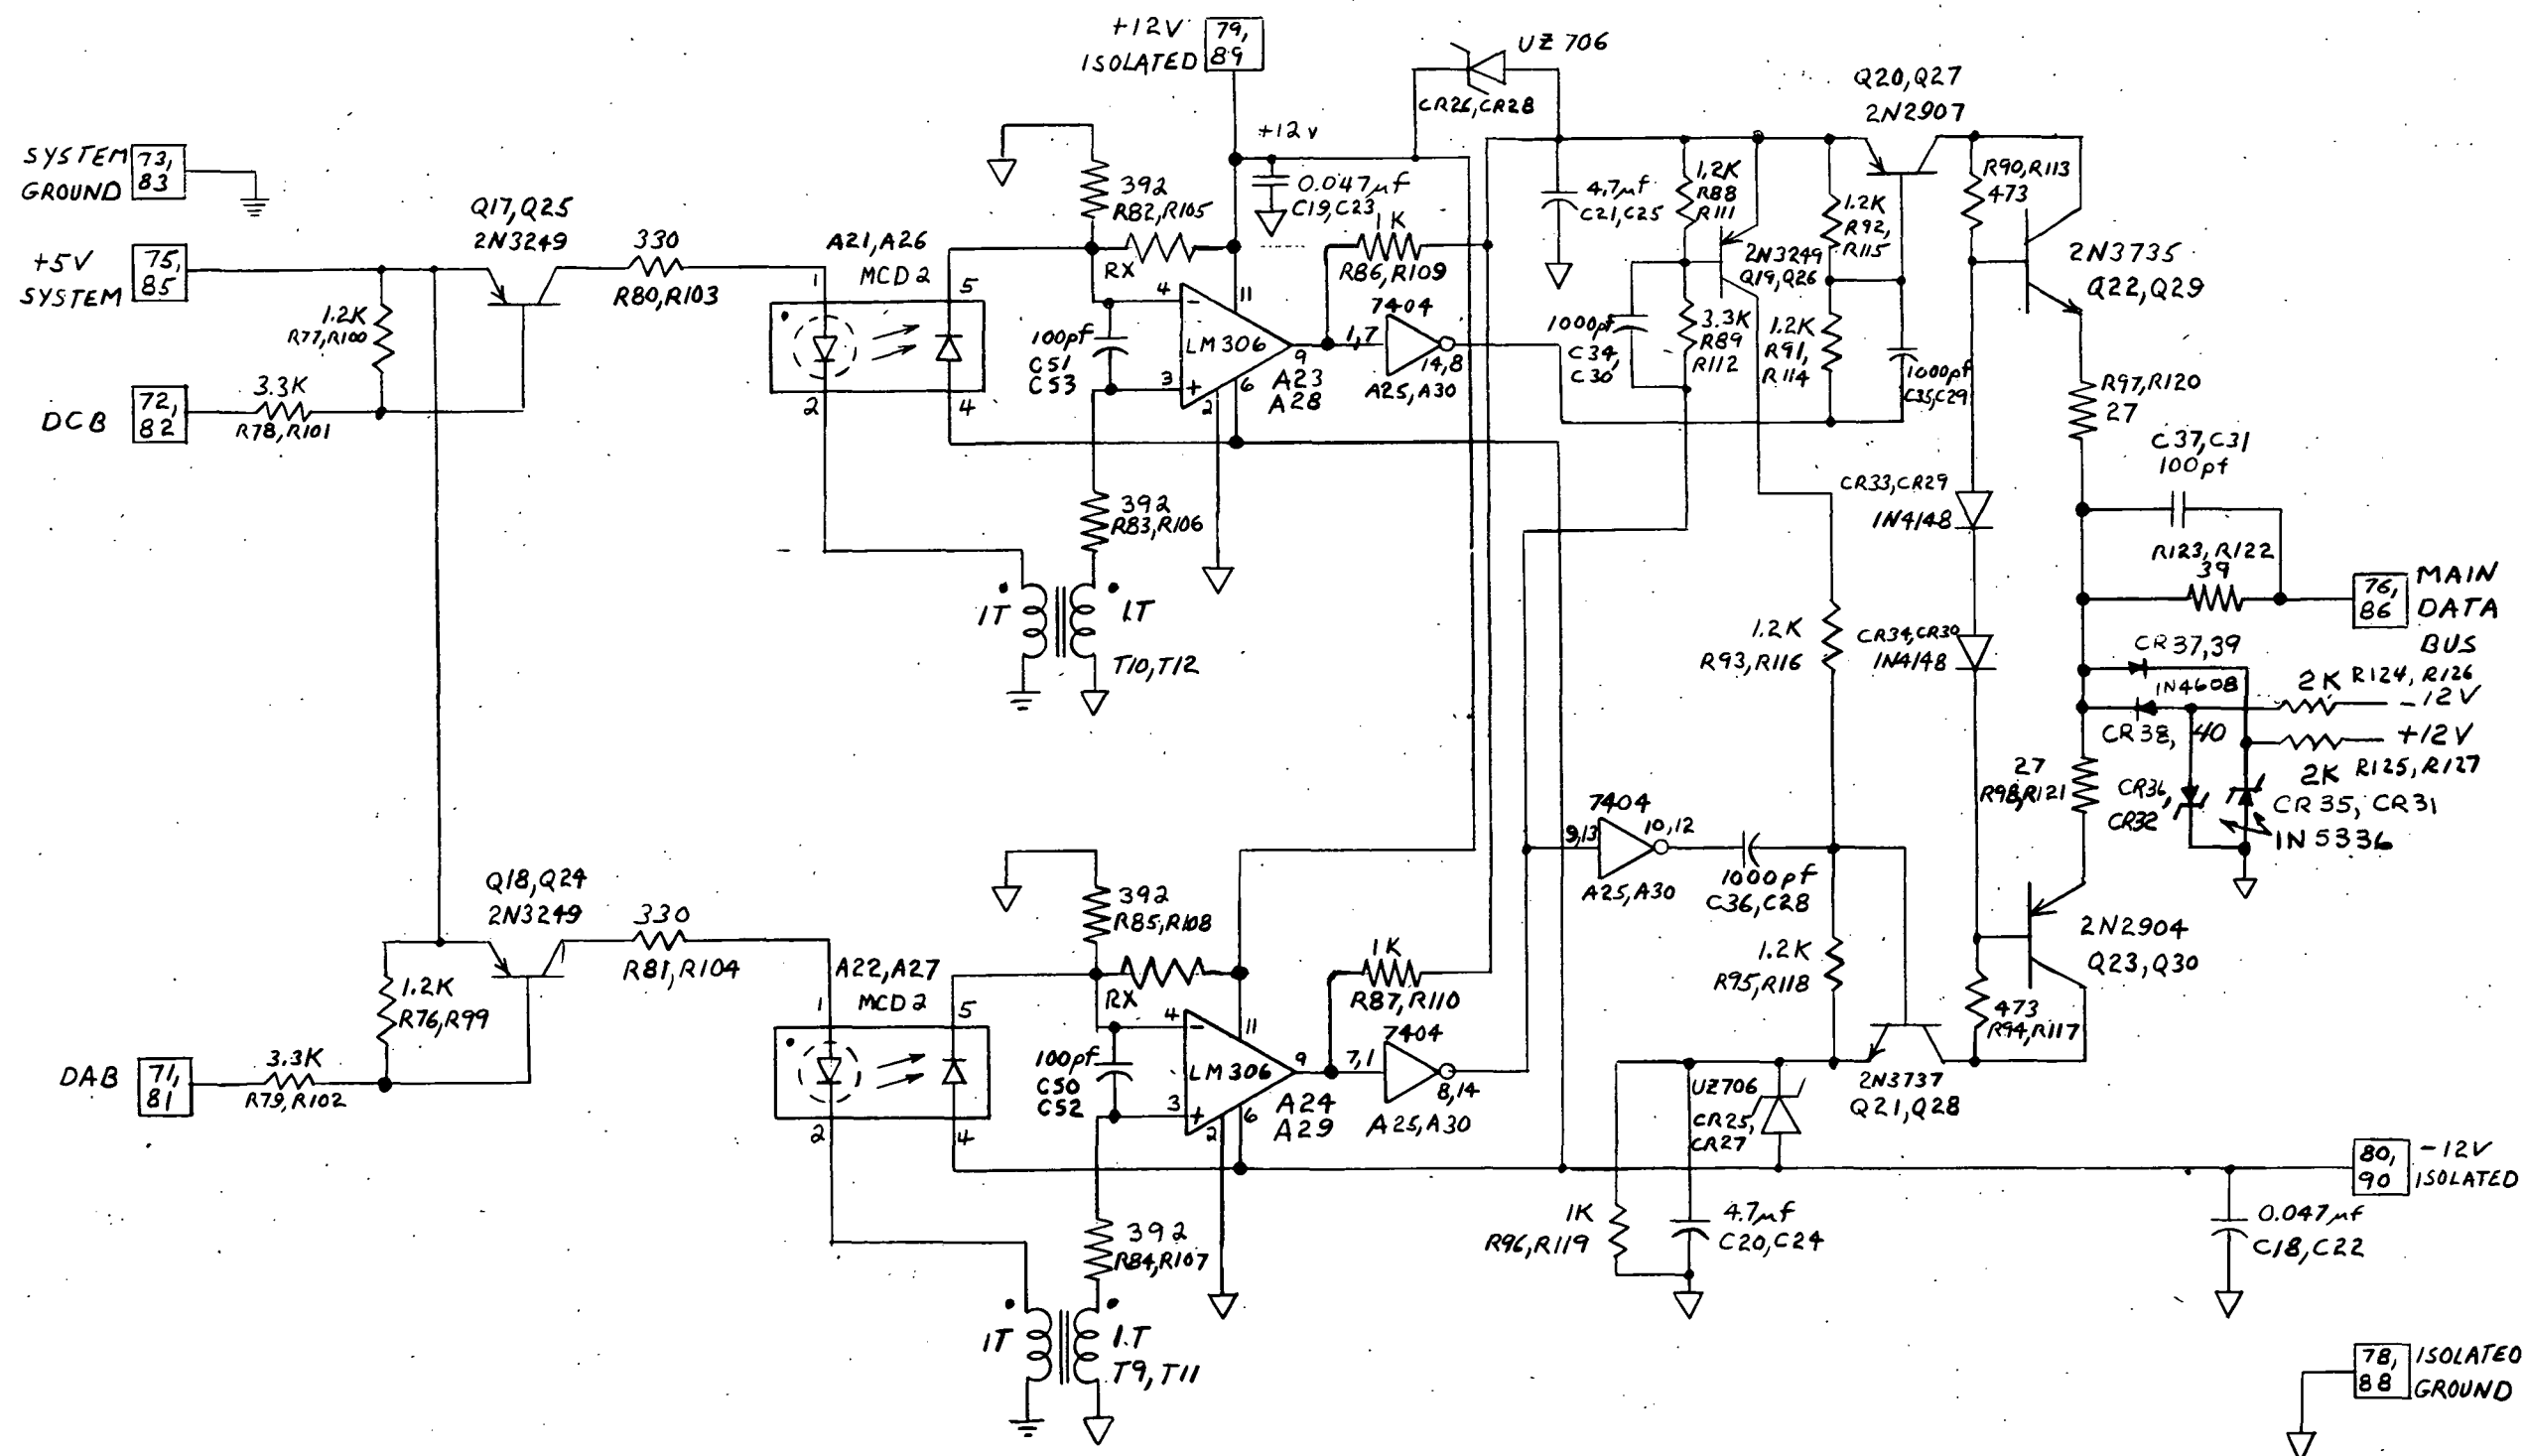 +12V
ISOLATED
79,
89
UZ 706
CR26,CR28
Q20,Q27
2N2907
SYSTEM
GROUND
73,
83
+12V
0.047μf
C19,C23
392
R82,R105
4.7μf
C21,C25
1.2K
R88
R111
1.2K
R92,
R115
R90,R113
473
Q17,Q25
2N3249
330
R80,R103
+5V
SYSTEM
75,
85
A21,A26
MCD2
RX
1K
R86,R109
2N3249
Q19,Q26
2N3735
Q22,Q29
1.2K
R77,R100
1
5
2
4
4
-
11
3
+
LM306
9
6
2
100pf
C51
C53
A23
A28
7404
1,7
14,8
A25,A30
1000pf
C34,
C30
3.3K
R89
R112
1.2K
R91,
R114
1000pf
C35,C29
R97,R120
27
DCB
72,
82
3.3K
R78,R101
C37,C31
100pf
CR33,CR29
1N4148
392
R83,R106
R123,R122
39
76,
86
MAIN
DATA
BUS
1T
1T
T10,T12
1.2K
R93,R116
CR34,CR30
1N4148
CR37,39
1N4608
2K R124,R126
-12V
CR38, 40
+12V
2K R125,R127
27
R98,R121
CR36,
CR32
CR35,CR31
1N5336
7404
9,13
10,12
A25,A30
1000pf
C36,C28
Q18,Q24
2N3249
330
R81,R104
392
R85,R108
2N2904
Q23,Q30
1.2K
R76,R99
A22,A27
MCD2
RX
1K
R87,R110
1.2K
R95,R118
473
R94,R117
1
5
2
4
4
-
11
3
+
LM306
9
6
2
100pf
C50
C52
A24
A29
7404
7,1
8,14
A25,A30
DAB
71,
81
3.3K
R79,R102
UZ706
CR25,
CR27
2N3737
Q21,Q28
80,
90
-12V
ISOLATED
392
R84,R107
1K
R96,R119
4.7μf
C20,C24
0.047μf
C18,C22
1T
1T
T9,T11
78,
88
ISOLATED
GROUND